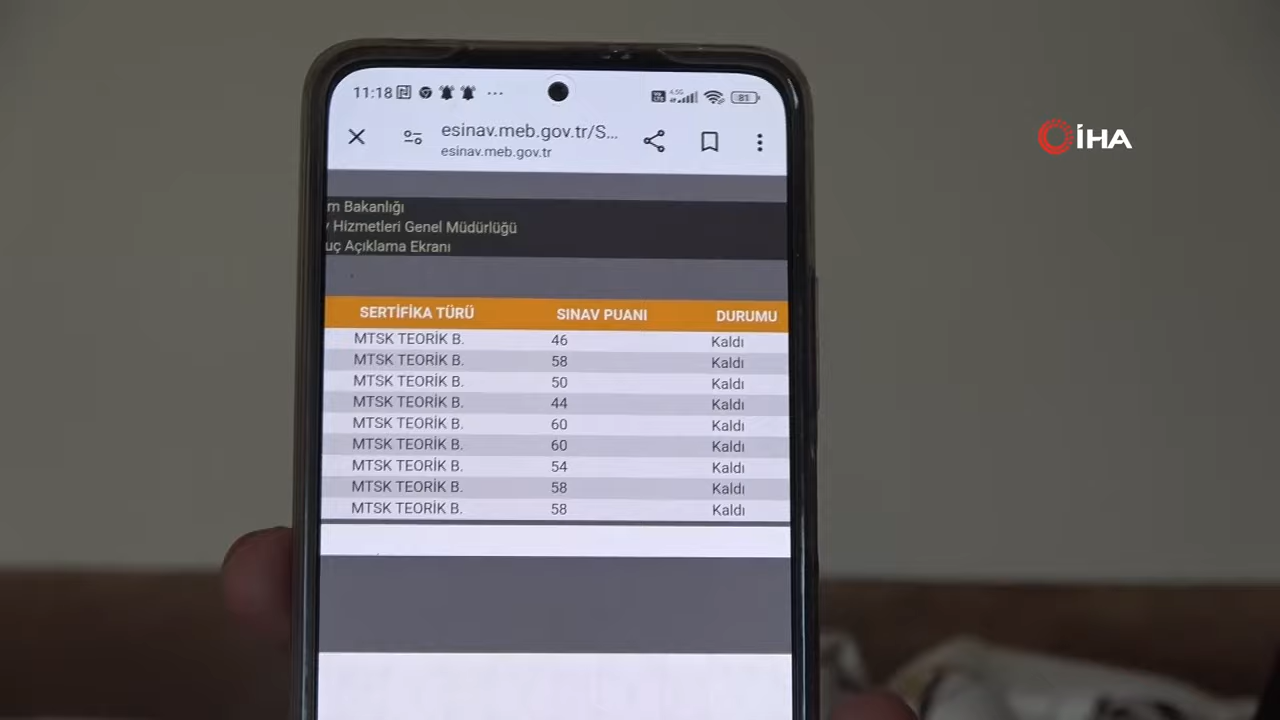 11:18
4.5G
81
esinav.meb.gov.tr/S...
esinav.meb.gov.tr
İHA
m Bakanlığı
Hizmetleri Genel Müdürlüğü
uç Açıklama Ekranı
SERTİFİKA TÜRÜ SINAV PUANI DURUMU
MTSK TEORİK B. 46 Kaldı
MTSK TEORİK B. 58 Kaldı
MTSK TEORİK B. 50 Kaldı
MTSK TEORİK B. 44 Kaldı
MTSK TEORİK B. 60 Kaldı
MTSK TEORİK B. 60 Kaldı
MTSK TEORİK B. 54 Kaldı
MTSK TEORİK B. 58 Kaldı
MTSK TEORİK B. 58 Kaldı